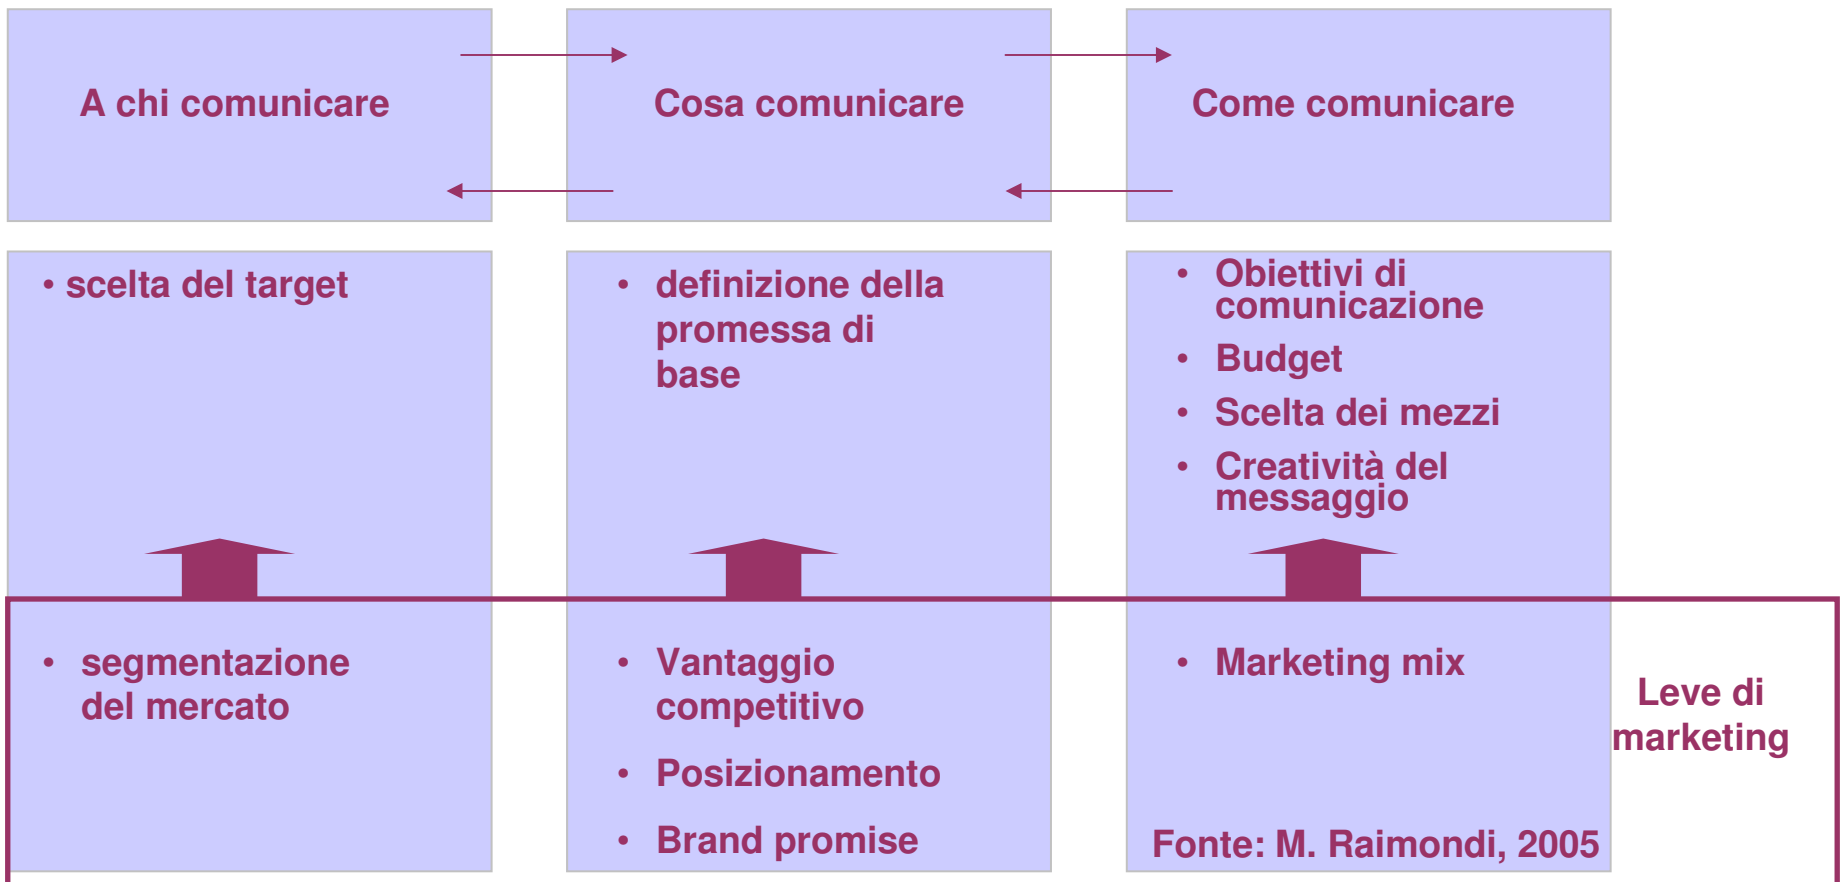 A chi comunicare
Cosa comunicare
Come comunicare
• scelta del target
• definizione della
promessa di
base
• Obiettivi di
comunicazione
• Budget
• Scelta dei mezzi
• Creatività del
messaggio
• segmentazione
del mercato
• Vantaggio
competitivo
• Posizionamento
• Brand promise
• Marketing mix
Leve di
marketing
Fonte: M. Raimondi, 2005